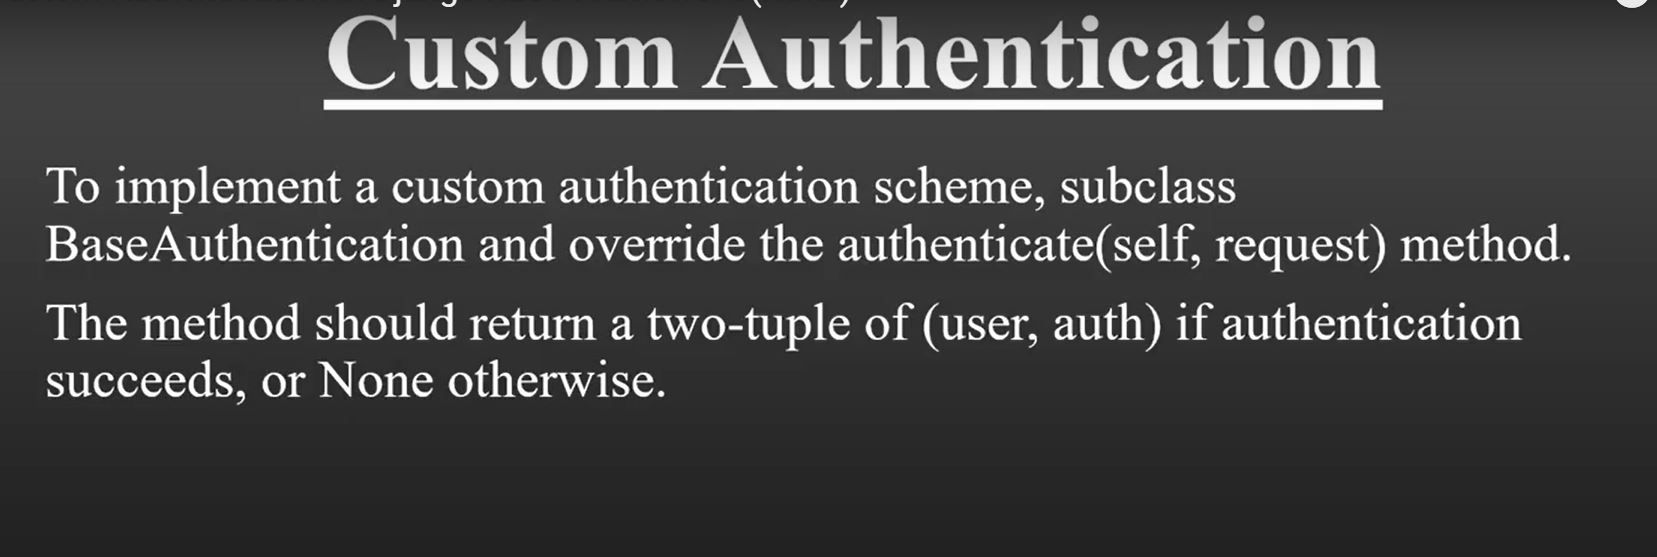 Custom Authentication
To implement a custom authentication scheme, subclass
BaseAuthentication and override the authenticate(self, request) method.
The method should return a two-tuple of (user, auth) if authentication
succeeds, or None otherwise.